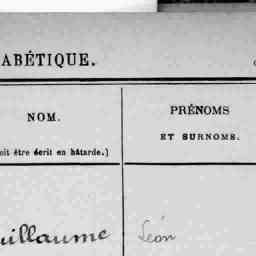 ABÉTIQUE.
NOM.
oit être écrit en bâtarde.)
PRÉNOMS
ET SURNOMS.
uillaume
Léon